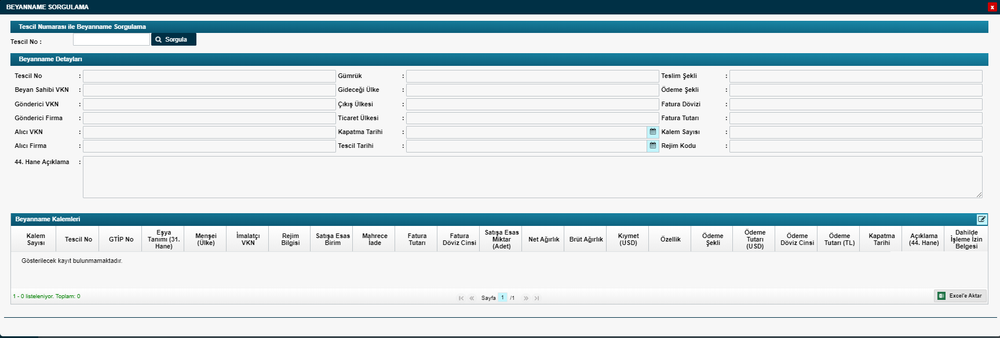 BEYANNAME SORGULAMA
x
Tescil Numarası ile Beyanname Sorgulama
Tescil No :
Sorgula
Beyanname Detayları
Tescil No :
Gümrük :
Teslim Şekli :
Beyan Sahibi VKN :
Gideceği Ülke :
Ödeme Şekli :
Gönderici VKN :
Çıkış Ülkesi :
Fatura Dövizi :
Gönderici Firma :
Ticaret Ülkesi :
Fatura Tutarı :
Alıcı VKN :
Kapatma Tarihi :
Kalem Sayısı :
Alıcı Firma :
Tescil Tarihi :
Rejim Kodu :
44. Hane Açıklama :
Beyanname Kalemleri
Kalem
Sayısı
Tescil No
GTİP No
Eşya
Tanımı (31.
Hane)
Menşei
(Ülke)
İmalatçı
VKN
Rejim
Bilgisi
Satışa Esas
Birim
Mahrece
İade
Fatura
Tutarı
Fatura
Döviz Cinsi
Satışa Esas
Miktar
(Adet)
Net Ağırlık
Brüt Ağırlık
Kıymet
(USD)
Özellik
Ödeme
Şekli
Ödeme
Tutarı
(USD)
Ödeme
Döviz Cinsi
Ödeme
Tutarı (TL)
Kapatma
Tarihi
Açıklama
(44. Hane)
Dahilde
İşleme İzin
Belgesi
Gösterilecek kayıt bulunmamaktadır.
1 - 0 listeleniyor. Toplam: 0
Sayfa 1 /1
Excel'e Aktar